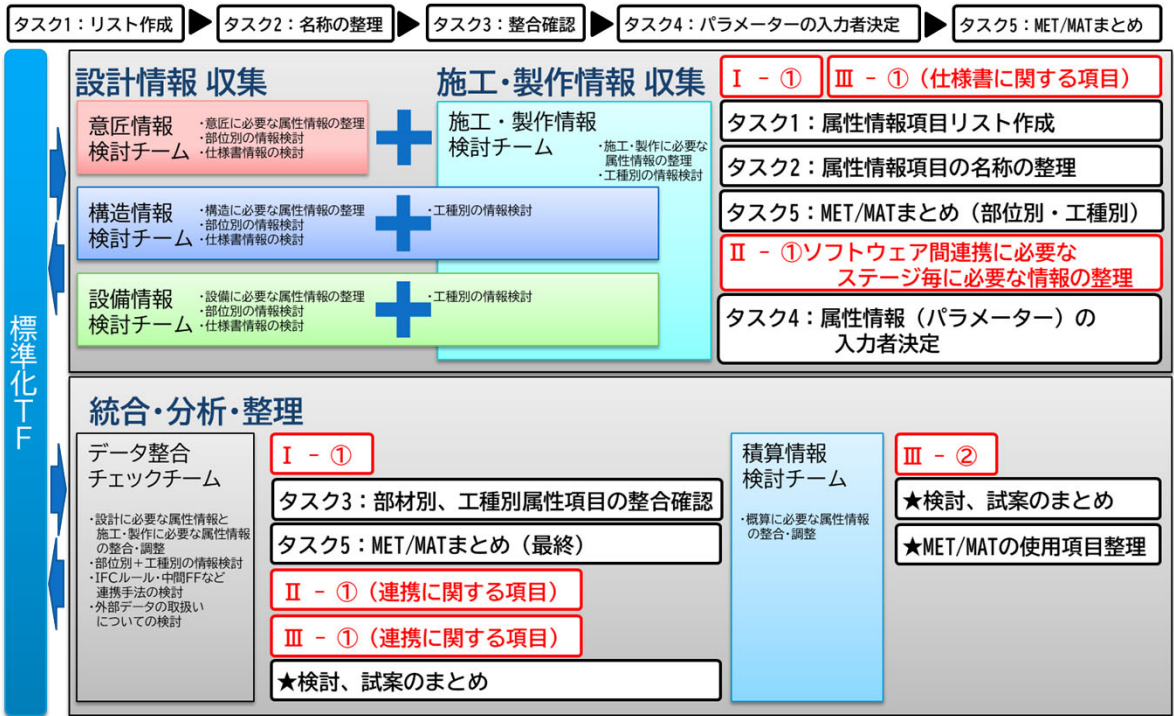 タスク1：リスト作成
タスク2：名称の整理
タスク3：整合確認
タスク4：パラメーターの入力者決定
タスク5：MET/MATまとめ
標準化TF
設計情報 収集
意匠情報
検討チーム
・意匠に必要な属性情報の整理
・部位別の情報検討
・仕様書情報の検討
構造情報
検討チーム
・構造に必要な属性情報の整理
・部位別の情報検討
・仕様書情報の検討
設備情報
検討チーム
・設備に必要な属性情報の整理
・部位別の情報検討
・仕様書情報の検討
施工・製作情報 収集
施工・製作情報
検討チーム
・施工・製作に必要な
属性情報の整理
・工種別の情報検討
・工種別の情報検討
・工種別の情報検討
Ⅰ - ①
Ⅲ - ①（仕様書に関する項目）
タスク1：属性情報項目リスト作成
タスク2：属性情報項目の名称の整理
タスク5：MET/MATまとめ（部位別・工種別）
Ⅱ - ①ソフトウェア間連携に必要な
ステージ毎に必要な情報の整理
タスク4：属性情報（パラメーター）の
入力者決定
統合・分析・整理
データ整合
チェックチーム
・設計に必要な属性情報と
施工・製作に必要な属性情報
の整合・調整
・部位別＋工種別の情報検討
・IFCルール・中間FFなど
連携手法の検討
・外部データの取扱い
についての検討
Ⅰ - ①
タスク3：部材別、工種別属性項目の整合確認
タスク5：MET/MATまとめ（最終）
Ⅱ - ①（連携に関する項目）
Ⅲ - ①（連携に関する項目）
★検討、試案のまとめ
積算情報
検討チーム
・概算に必要な属性情報
の整合・調整
Ⅲ - ②
★検討、試案のまとめ
★MET/MATの使用項目整理